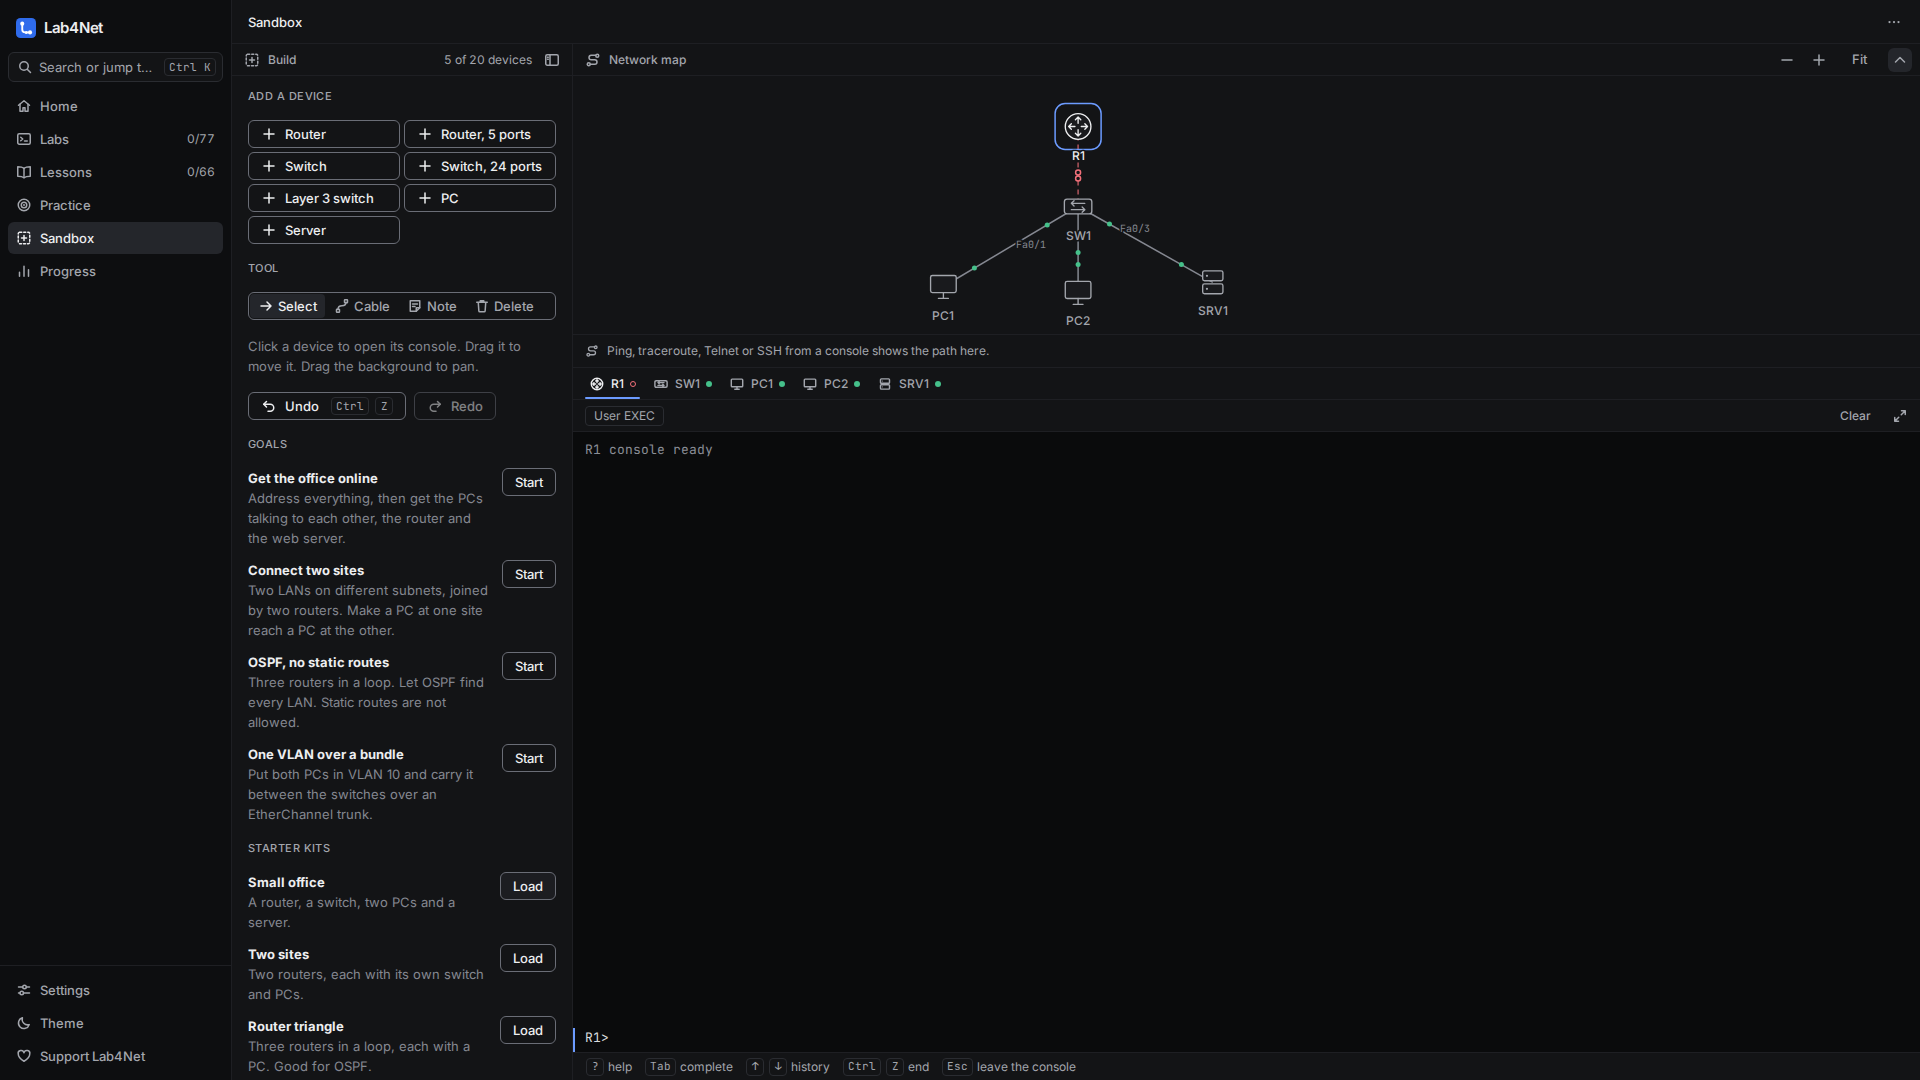 Lab4Net
Search or jump t... Ctrl K
Home
Labs 0/77
Lessons 0/66
Practice
Sandbox
Progress
Settings
Theme
Support Lab4Net
Sandbox
Build 5 of 20 devices
ADD A DEVICE
Router Router, 5 ports
Switch Switch, 24 ports
Layer 3 switch PC
Server
TOOL
Select Cable Note Delete
Click a device to open its console. Drag it to
move it. Drag the background to pan.
Undo Ctrl Z Redo
GOALS
Get the office online Start
Address everything, then get the PCs
talking to each other, the router and
the web server.
Connect two sites Start
Two LANs on different subnets, joined
by two routers. Make a PC at one site
reach a PC at the other.
OSPF, no static routes Start
Three routers in a loop. Let OSPF find
every LAN. Static routes are not
allowed.
One VLAN over a bundle Start
Put both PCs in VLAN 10 and carry it
between the switches over an
EtherChannel trunk.
STARTER KITS
Small office Load
A router, a switch, two PCs and a
server.
Two sites Load
Two routers, each with its own switch
and PCs.
Router triangle Load
Three routers in a loop, each with a
PC. Good for OSPF.
Network map Fit
R1
SW1
Fa0/1 Fa0/3
PC1 PC2 SRV1
Ping, traceroute, Telnet or SSH from a console shows the path here.
R1 SW1 PC1 PC2 SRV1
User EXEC Clear
R1 console ready
R1>
? help Tab complete ↑ ↓ history Ctrl Z end Esc leave the console